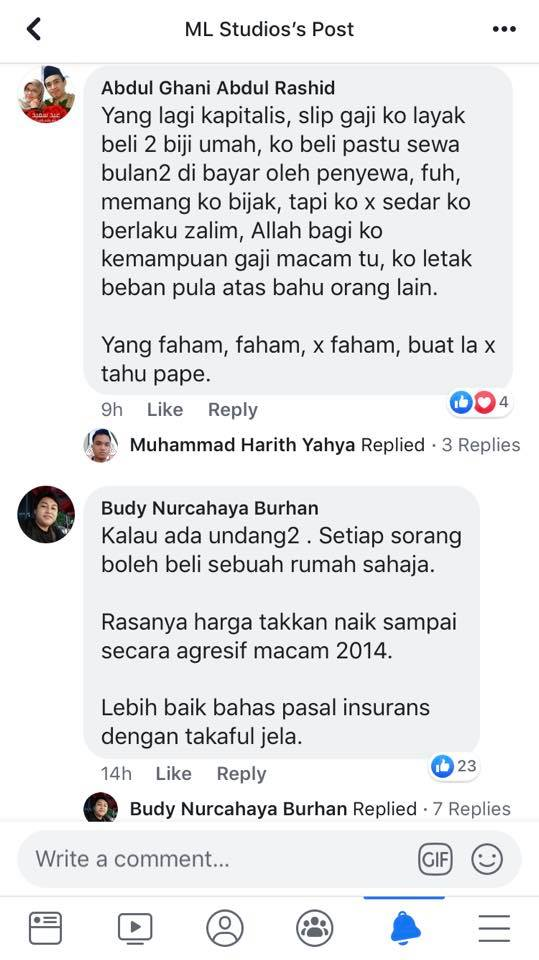 ML Studios's Post
Abdul Ghani Abdul Rashid
Yang lagi kapitalis, slip gaji ko layak
beli 2 biji umah, ko beli pastu sewa
bulan2 di bayar oleh penyewa, fuh,
memang ko bijak, tapi ko x sedar ko
berlaku zalim, Allah bagi ko
kemampuan gaji macam tu, ko letak
beban pula atas bahu orang lain.
Yang faham, faham, x faham, buat la x
tahu pape.
9h Like Reply 4
Muhammad Harith Yahya Replied · 3 Replies
Budy Nurcahaya Burhan
Kalau ada undang2 . Setiap sorang
boleh beli sebuah rumah sahaja.
Rasanya harga takkan naik sampai
secara agresif macam 2014.
Lebih baik bahas pasal insurans
dengan takaful jela.
14h Like Reply 23
Budy Nurcahaya Burhan Replied · 7 Replies
Write a comment...
GIF